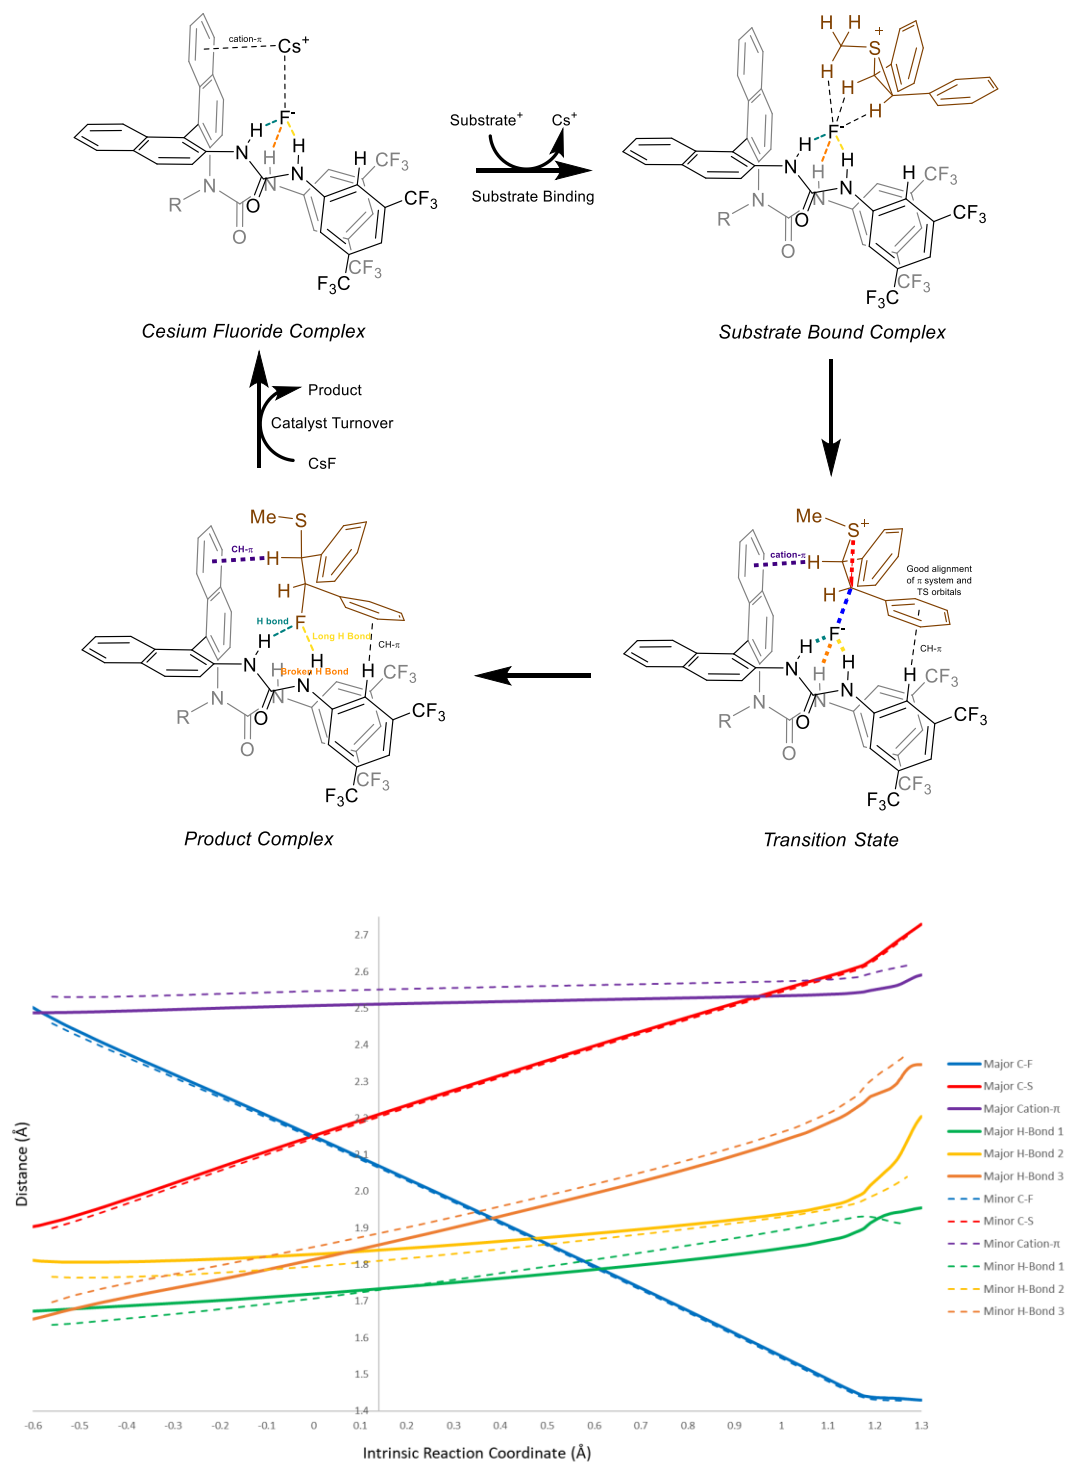 cation-π
Cs+
F-
H
H
H
N
N
H
N
N
R
O
O
CF3
CF3
CF3
F3C
Cesium Fluoride Complex
Substrate+
Cs+
Substrate Binding
H
H
C
H
S
+
H
H
F-
H
H
H
N
N
H
N
N
R
O
O
CF3
CF3
CF3
F3C
Substrate Bound Complex
Product
Catalyst Turnover
CsF
Me
S
CH-π
H
H
F
H bond
Long H Bond
H
H
Broken H Bond
H
CH-π
H
N
N
N
N
R
O
O
CF3
CF3
CF3
F3C
Product Complex
Me
S
+
cation-π
H
H
Good alignment
of π system and
TS orbitals
F-
H
H
H
CH-π
H
N
N
N
N
R
O
O
CF3
CF3
CF3
F3C
Transition State
Distance (Å)
2.7
2.6
2.5
2.4
2.3
2.2
2.1
2.0
1.9
1.8
1.7
1.6
1.5
1.4
-0.6 -0.5 -0.4 -0.3 -0.2 -0.1 0 0.1 0.2 0.3 0.4 0.5 0.6 0.7 0.8 0.9 1 1.1 1.2 1.3
Intrinsic Reaction Coordinate (Å)
Major C-F
Major C-S
Major Cation-π
Major H-Bond 1
Major H-Bond 2
Major H-Bond 3
Minor C-F
Minor C-S
Minor Cation-π
Minor H-Bond 1
Minor H-Bond 2
Minor H-Bond 3